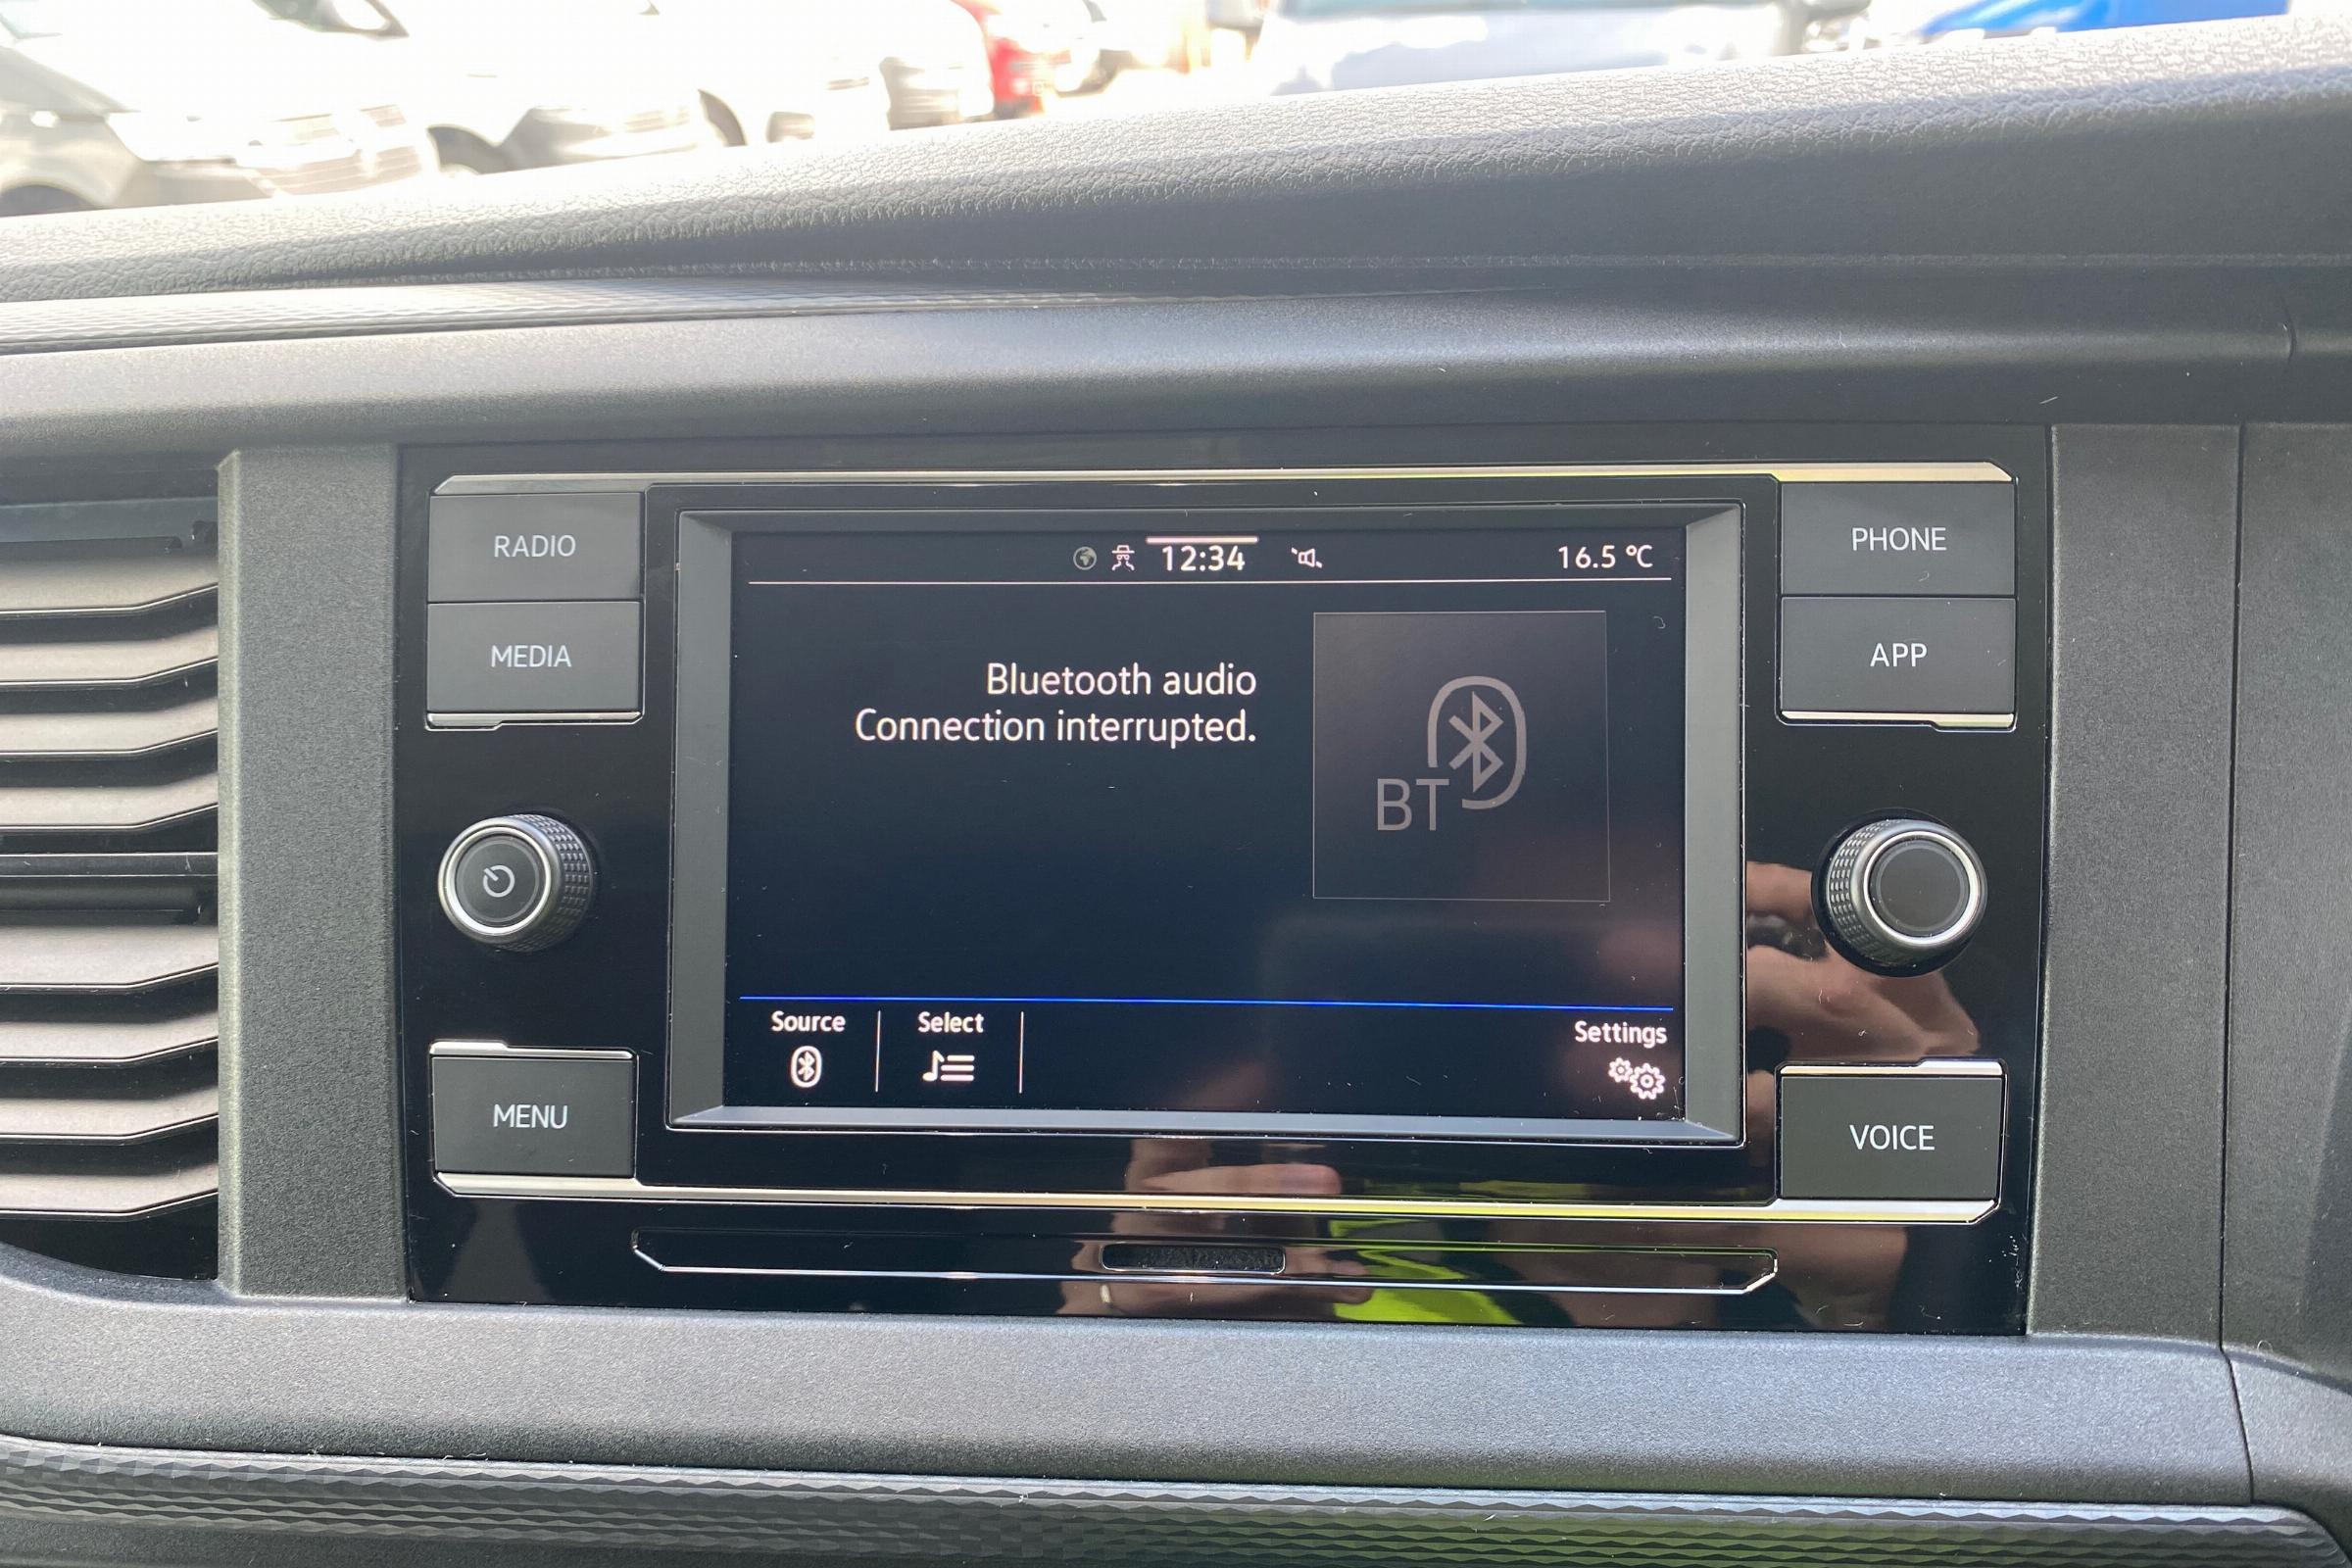 RADIO
MEDIA
MENU
12:34
16.5 °C
Bluetooth audio
Connection interrupted.
BT
Source
Select
Settings
PHONE
APP
VOICE